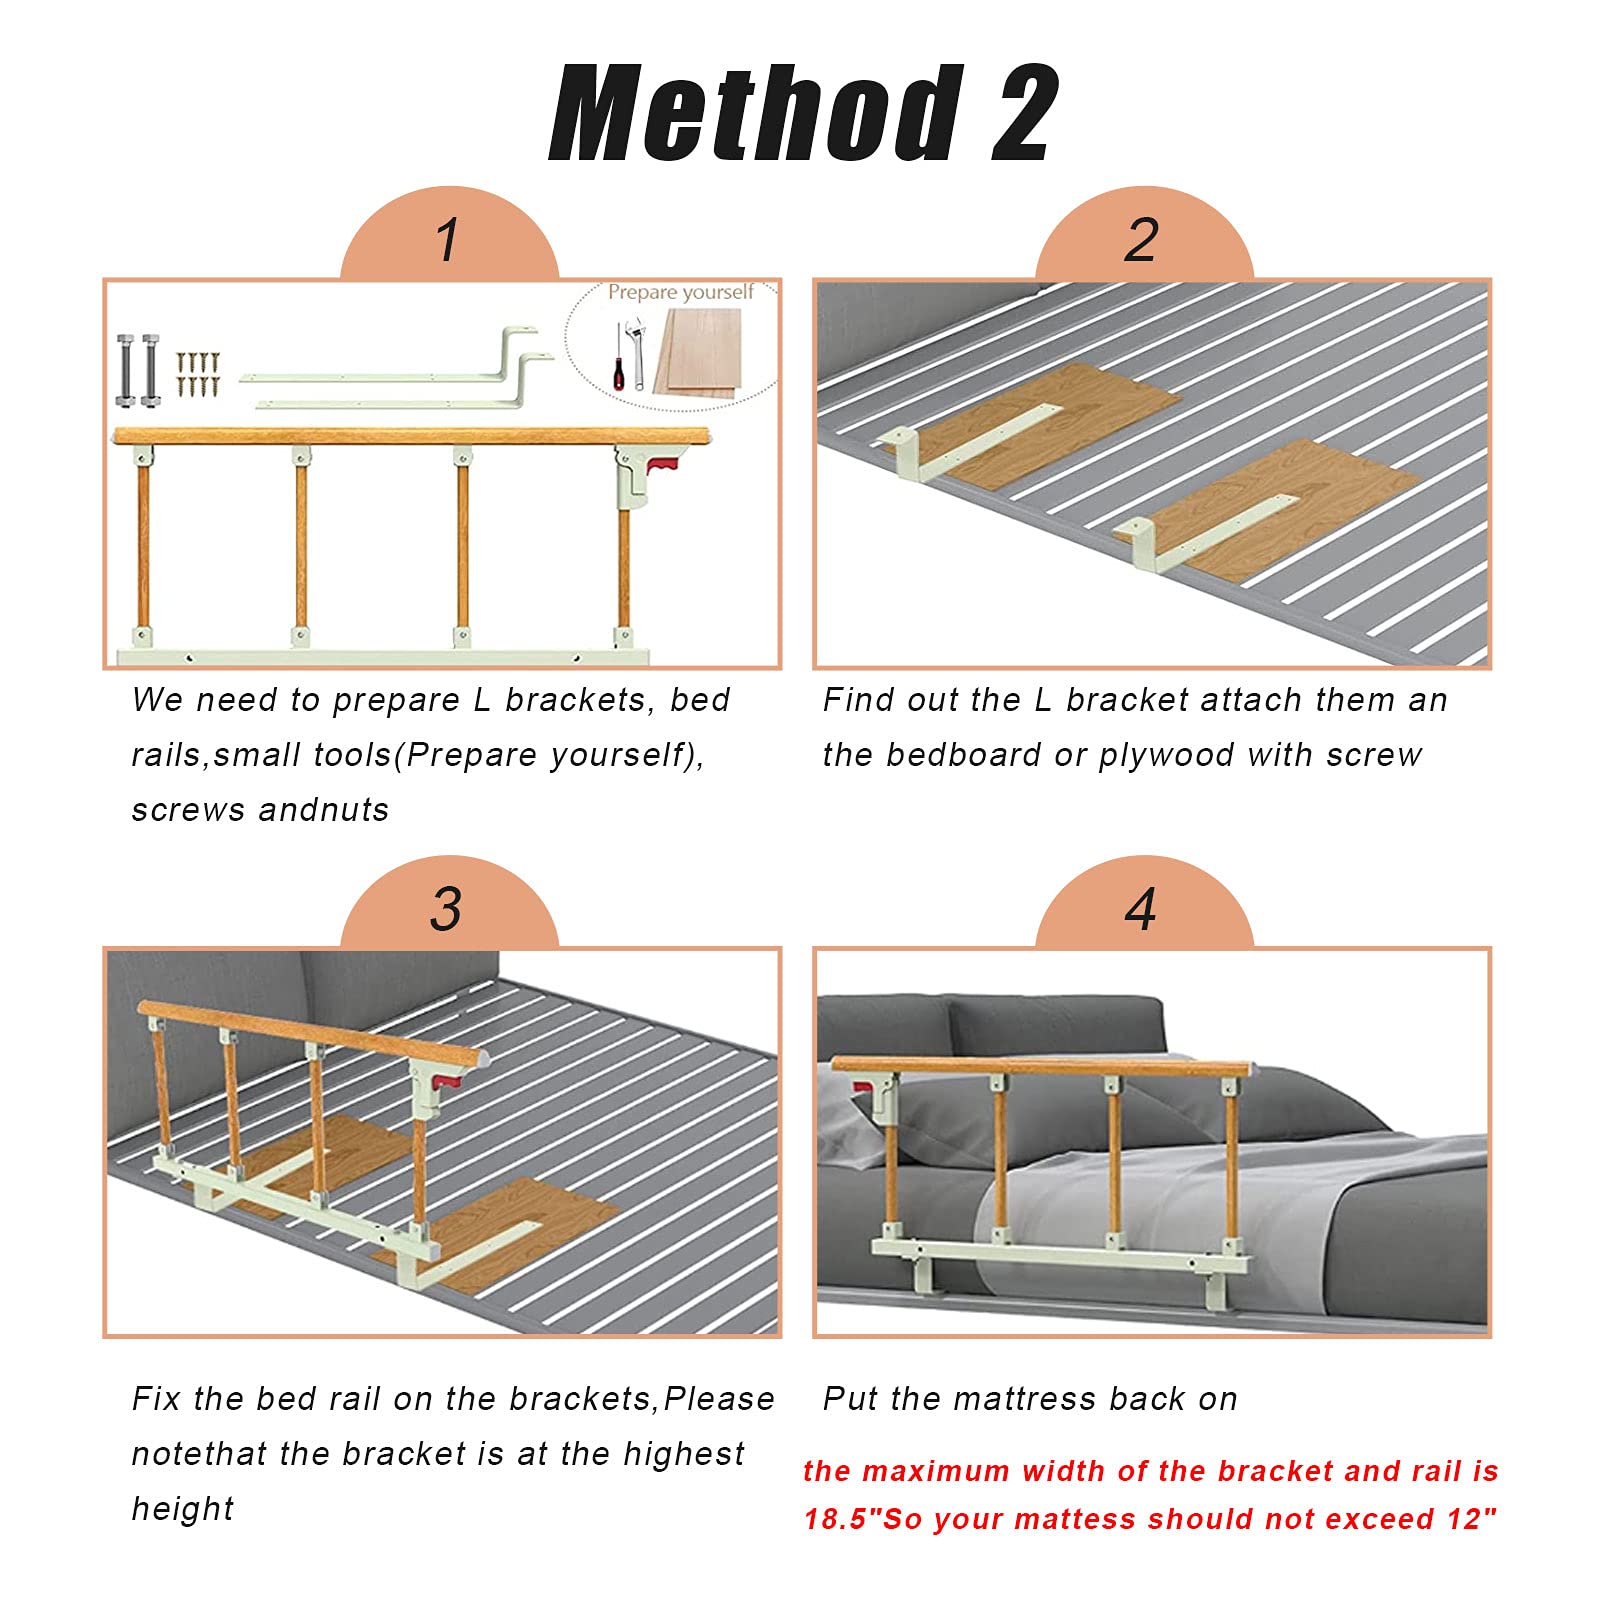 Method 2
1
Prepare yourself
We need to prepare L brackets, bed
rails,small tools(Prepare yourself),
screws andnuts
2
Find out the L bracket attach them an
the bedboard or plywood with screw
3
Fix the bed rail on the brackets,Please
notethat the bracket is at the highest
height
4
Put the mattress back on
the maximum width of the bracket and rail is
18.5"So your mattess should not exceed 12"